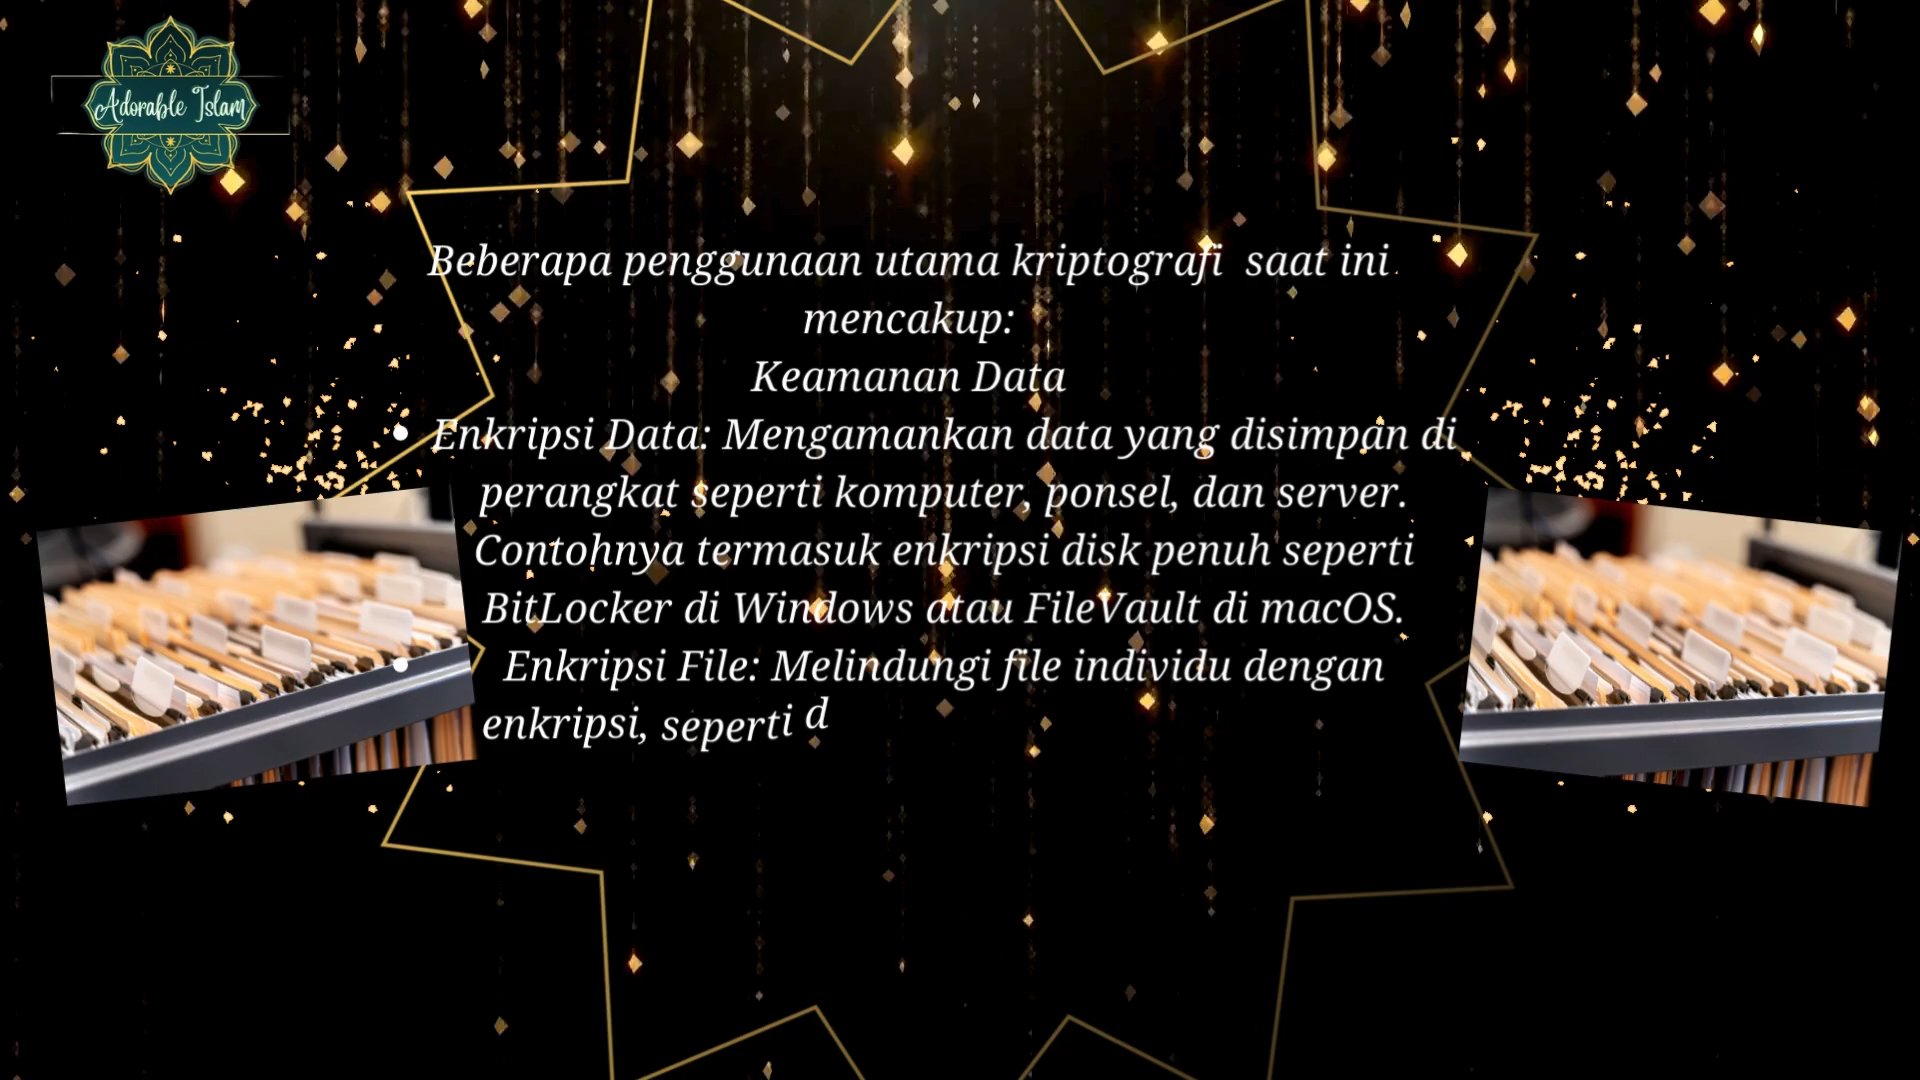 Adorable Islam
Beberapa penggunaan utama kriptografi saat ini
mencakup:
Keamanan Data
• Enkripsi Data: Mengamankan data yang disimpan di
perangkat seperti komputer, ponsel, dan server.
Contohnya termasuk enkripsi disk penuh seperti
BitLocker di Windows atau FileVault di macOS.
• Enkripsi File: Melindungi file individu dengan
enkripsi, seperti d